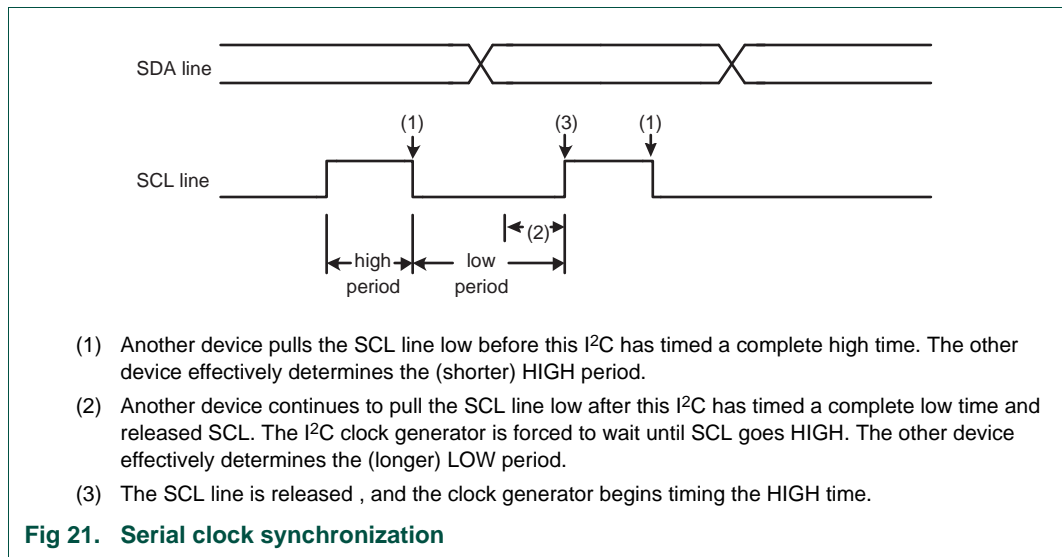 SDA line
(1)
(3)
(1)
SCL line
(2)
high
period
low
period
(1) Another device pulls the SCL line low before this I2C has timed a complete high time. The other
device effectively determines the (shorter) HIGH period.
(2) Another device continues to pull the SCL line low after this I2C has timed a complete low time and
released SCL. The I2C clock generator is forced to wait until SCL goes HIGH. The other device
effectively determines the (longer) LOW period.
(3) The SCL line is released , and the clock generator begins timing the HIGH time.
Fig 21. Serial clock synchronization